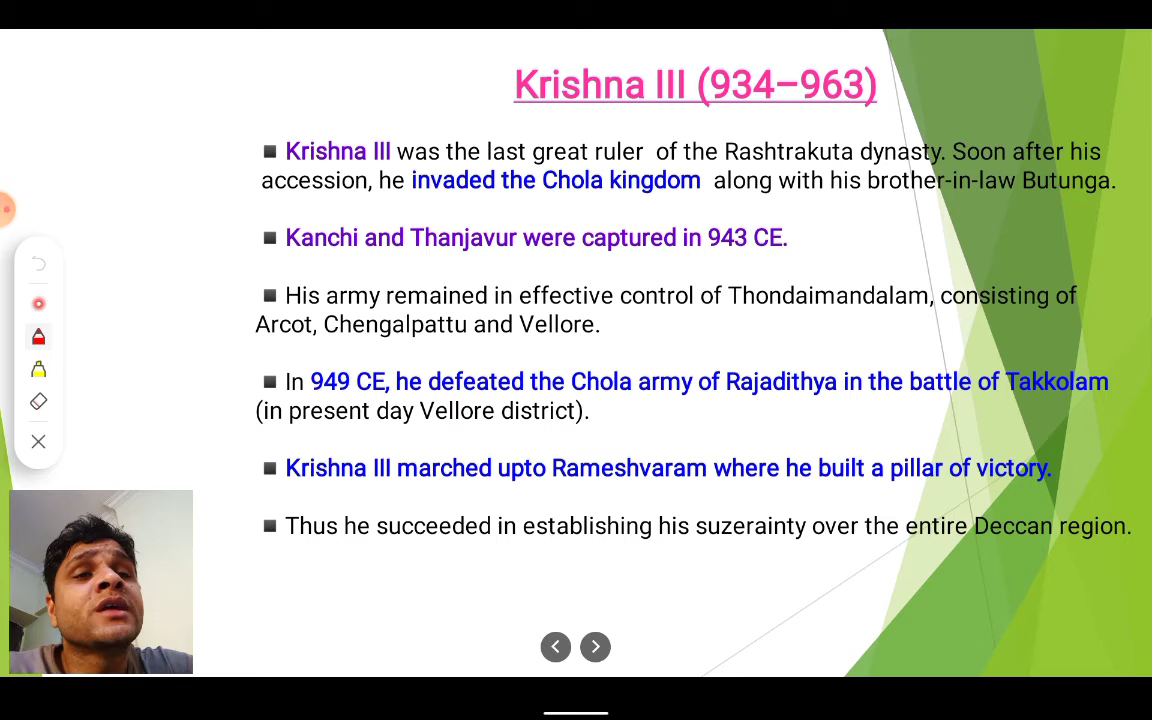 Krishna III (934–963)
▪ Krishna III was the last great ruler of the Rashtrakuta dynasty. Soon after his
accession, he invaded the Chola kingdom along with his brother-in-law Butunga.
▪ Kanchi and Thanjavur were captured in 943 CE.
▪ His army remained in effective control of Thondaimandalam, consisting of
Arcot, Chengalpattu and Vellore.
▪ In 949 CE, he defeated the Chola army of Rajadithya in the battle of Takkolam
(in present day Vellore district).
▪ Krishna III marched upto Rameshvaram where he built a pillar of victory.
▪ Thus he succeeded in establishing his suzerainty over the entire Deccan region.